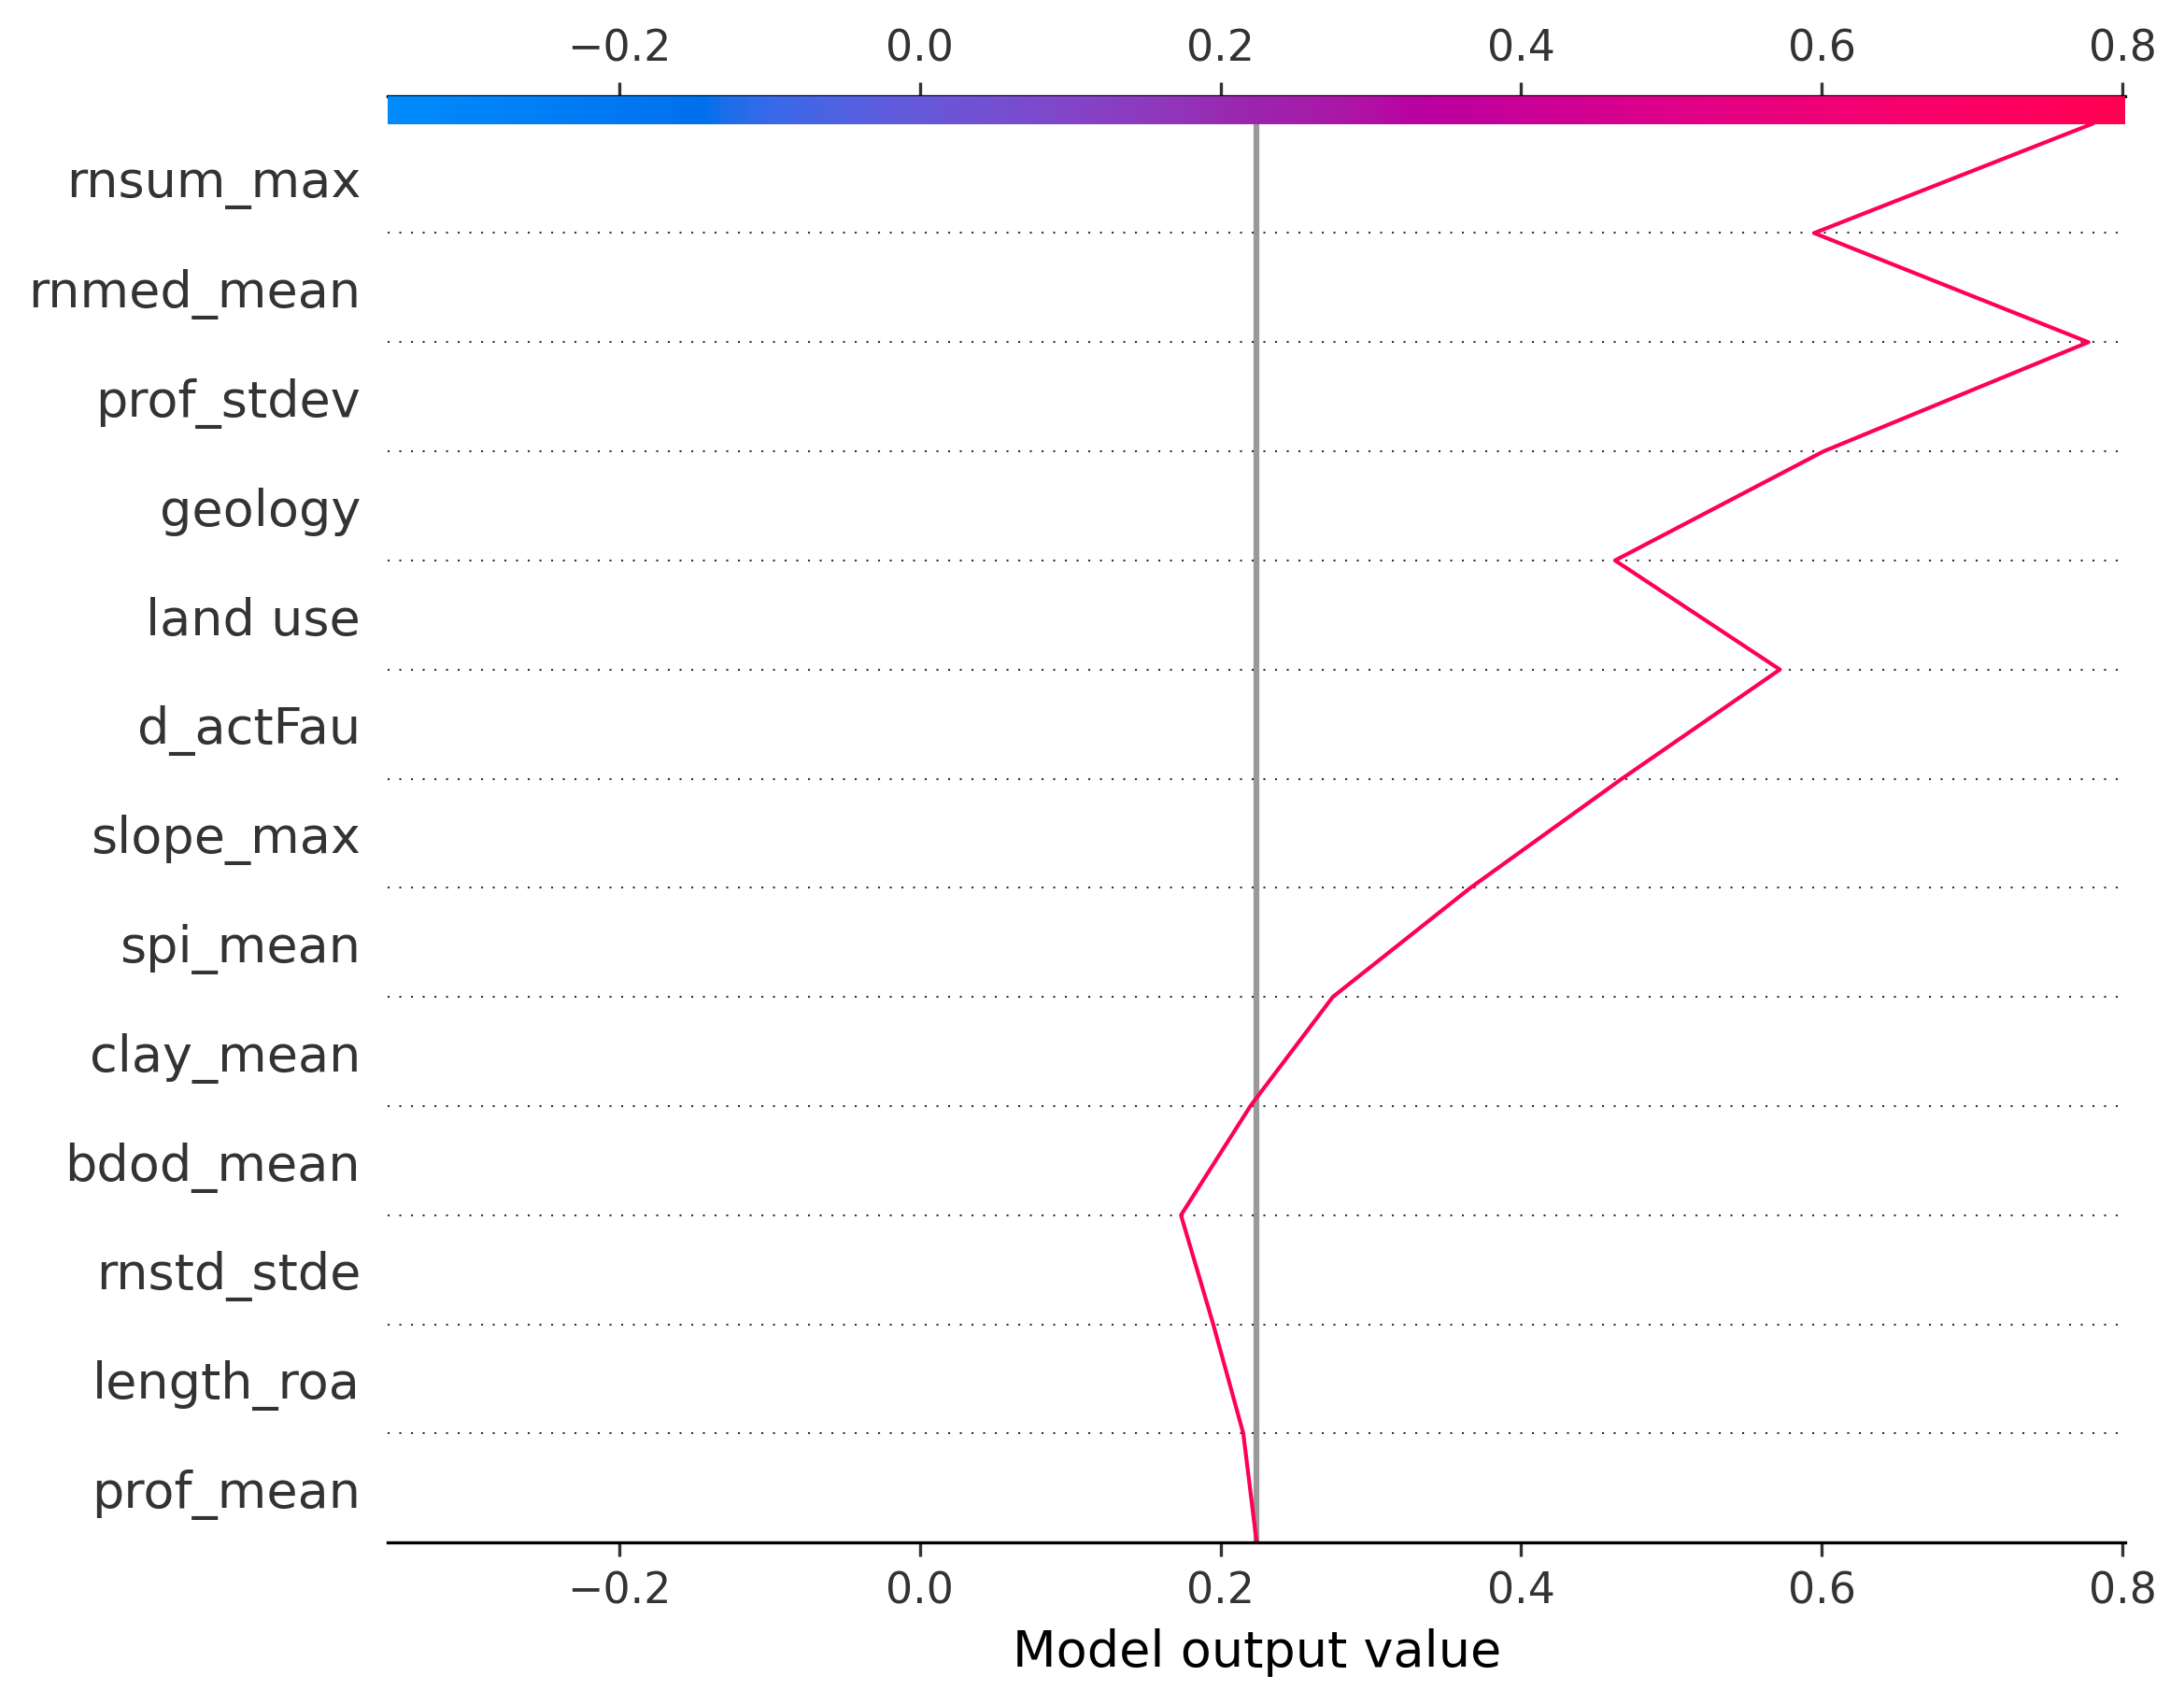 −0.2 0.0 0.2 0.4 0.6 0.8
rnsum_max
rnmed_mean
prof_stdev
geology
land use
d_actFau
slope_max
spi_mean
clay_mean
bdod_mean
rnstd_stde
length_roa
prof_mean
−0.2 0.0 0.2 0.4 0.6 0.8
Model output value